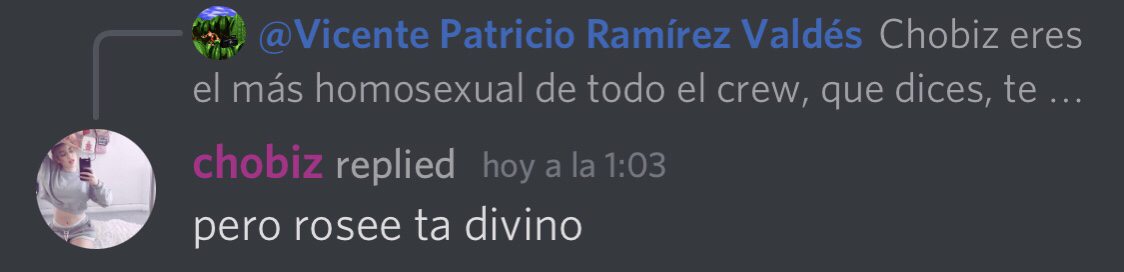 @Vicente Patricio Ramírez Valdés Chobiz eres
el más homosexual de todo el crew, que dices, te ...
chobiz replied hoy a la 1:03
pero rosee ta divino